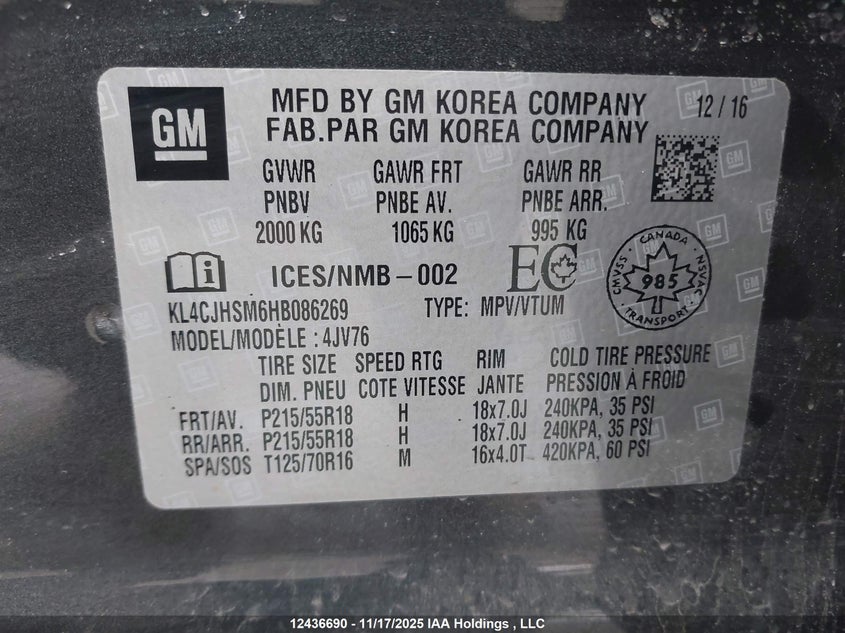 GM
MFD BY GM KOREA COMPANY 12 / 16
FAB.PAR GM KOREA COMPANY
GVWR GAWR FRT GAWR RR
PNBV PNBE AV. PNBE ARR.
2000 KG 1065 KG 995 KG
ICES/NMB – 002 EC
CANADA
CMVSS 985 NSVAC
TRANSPORT
KL4CJHSM6HB086269 TYPE: MPV/VTUM
MODEL/MODÈLE : 4JV76
TIRE SIZE SPEED RTG RIM COLD TIRE PRESSURE
DIM. PNEU COTE VITESSE JANTE PRESSION À FROID
FRT/AV. P215/55R18 H 18x7.0J 240KPA, 35 PSI
RR/ARR. P215/55R18 H 18x7.0J 240KPA, 35 PSI
SPA/SOS T125/70R16 M 16x4.0T 420KPA, 60 PSI
12436690 - 11/17/2025 IAA Holdings , LLC